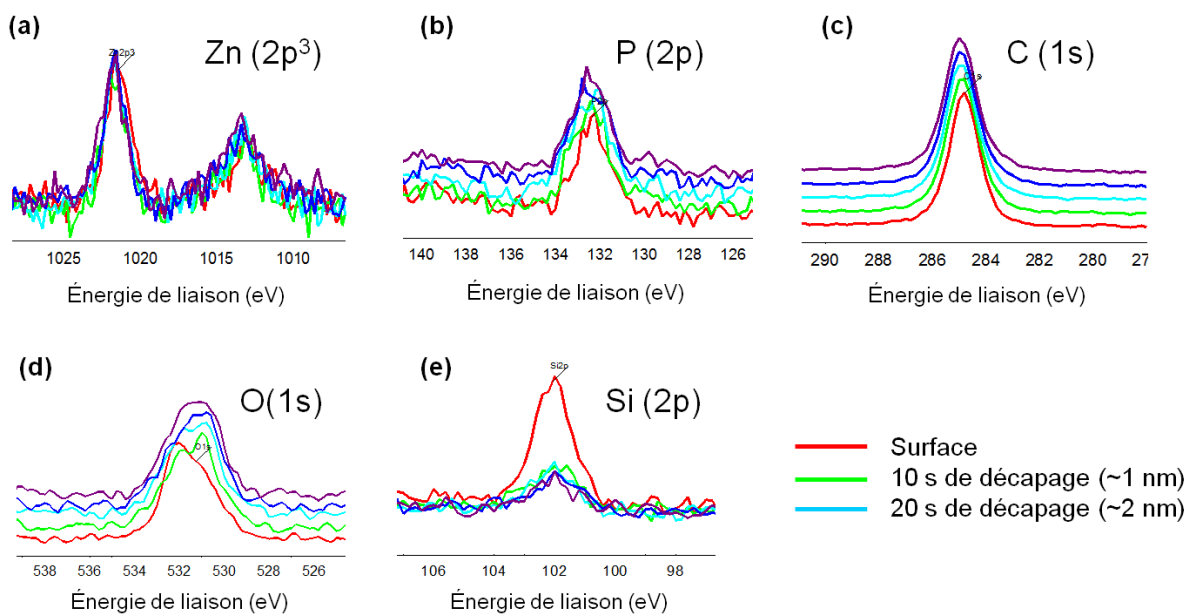 (a)
Zn (2p³)
Zn2p3
1025 1020 1015 1010
Énergie de liaison (eV)
(b)
P (2p)
140 138 136 134 132 130 128 126
Énergie de liaison (eV)
(c)
C (1s)
290 288 286 284 282 280 27
Énergie de liaison (eV)
(d)
O(1s)
O1s
538 536 534 532 530 528 526
Énergie de liaison (eV)
(e)
Si2p
Si (2p)
106 104 102 100 98
Énergie de liaison (eV)
Surface
10 s de décapage (~1 nm)
20 s de décapage (~2 nm)